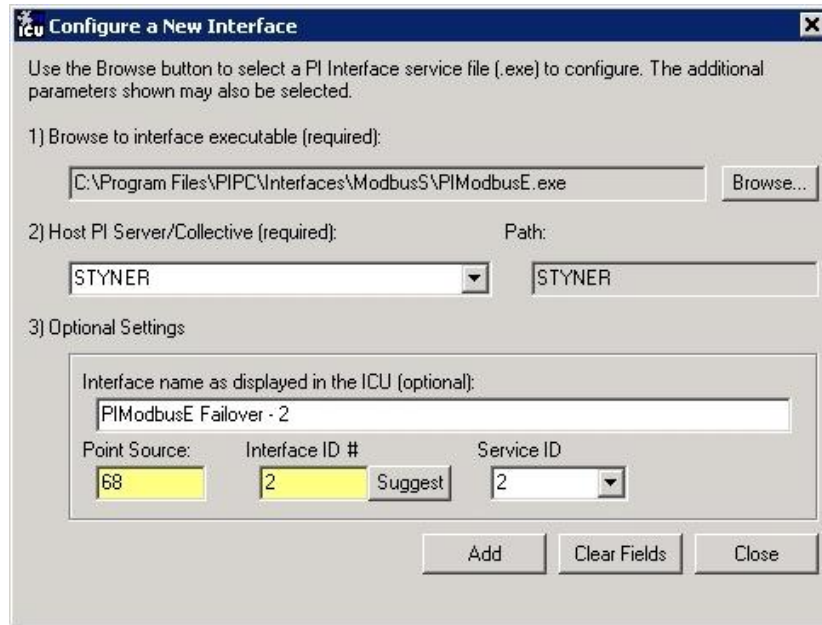 ICU Configure a New Interface
Use the Browse button to select a PI Interface service file (.exe) to configure. The additional
parameters shown may also be selected.
1) Browse to interface executable (required):
C:\Program Files\PIPC\Interfaces\ModbusS\PIModbusE.exe Browse...
2) Host PI Server/Collective (required): Path:
STYNER STYNER
3) Optional Settings
Interface name as displayed in the ICU (optional):
PIModbusE Failover - 2
Point Source: Interface ID # Service ID
68 2 Suggest 2
Add Clear Fields Close